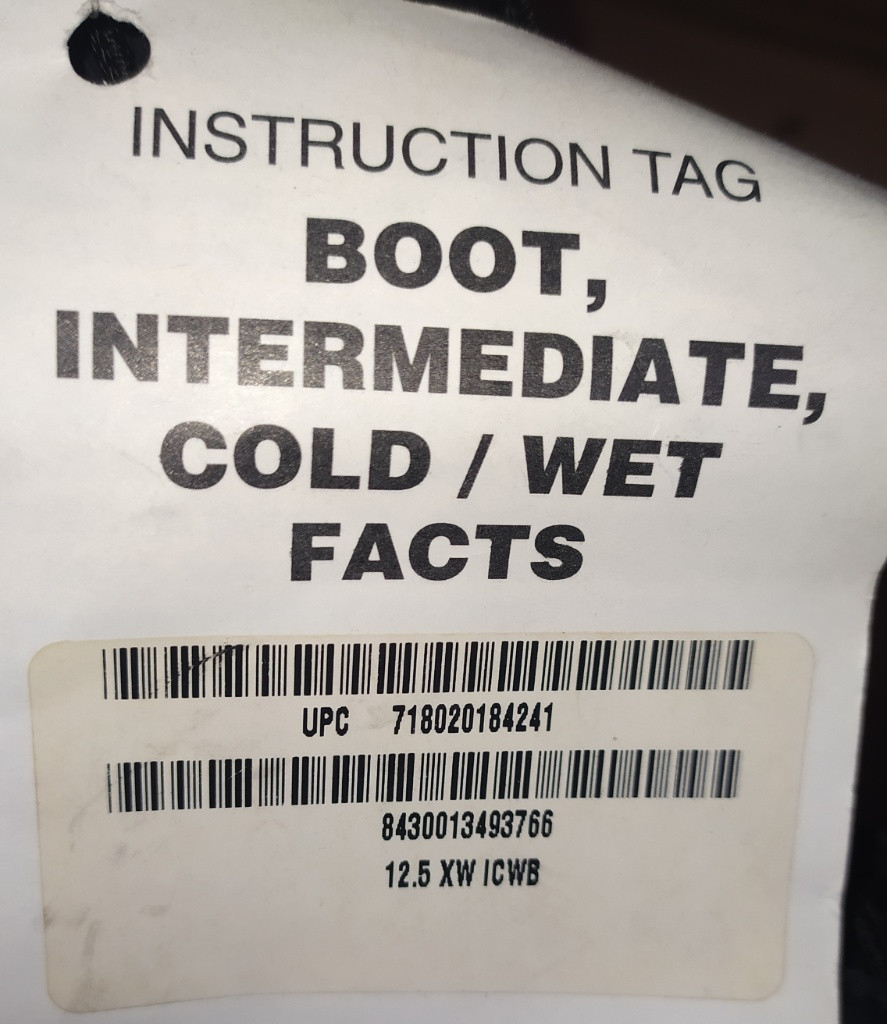 INSTRUCTION TAG
BOOT,
INTERMEDIATE,
COLD / WET
FACTS
UPC 718020184241
8430013493766
12.5 XW ICWB